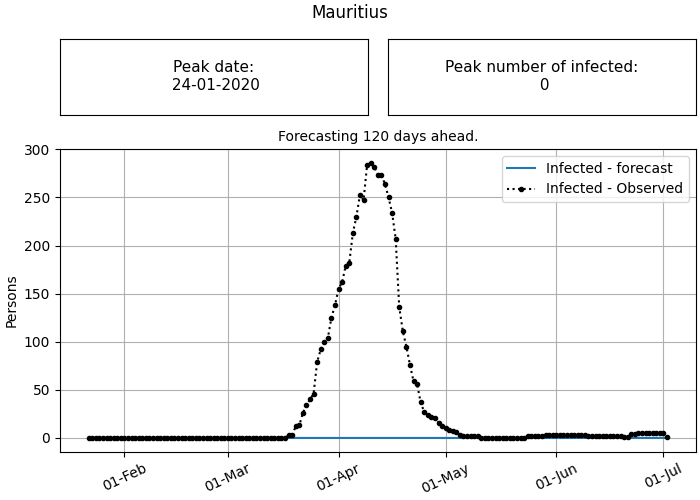 Mauritius
Peak date:
24-01-2020
Peak number of infected:
0
Forecasting 120 days ahead.
Infected - forecast
Infected - Observed
Persons
300
250
200
150
100
50
0
01-Feb
01-Mar
01-Apr
01-May
01-Jun
01-Jul